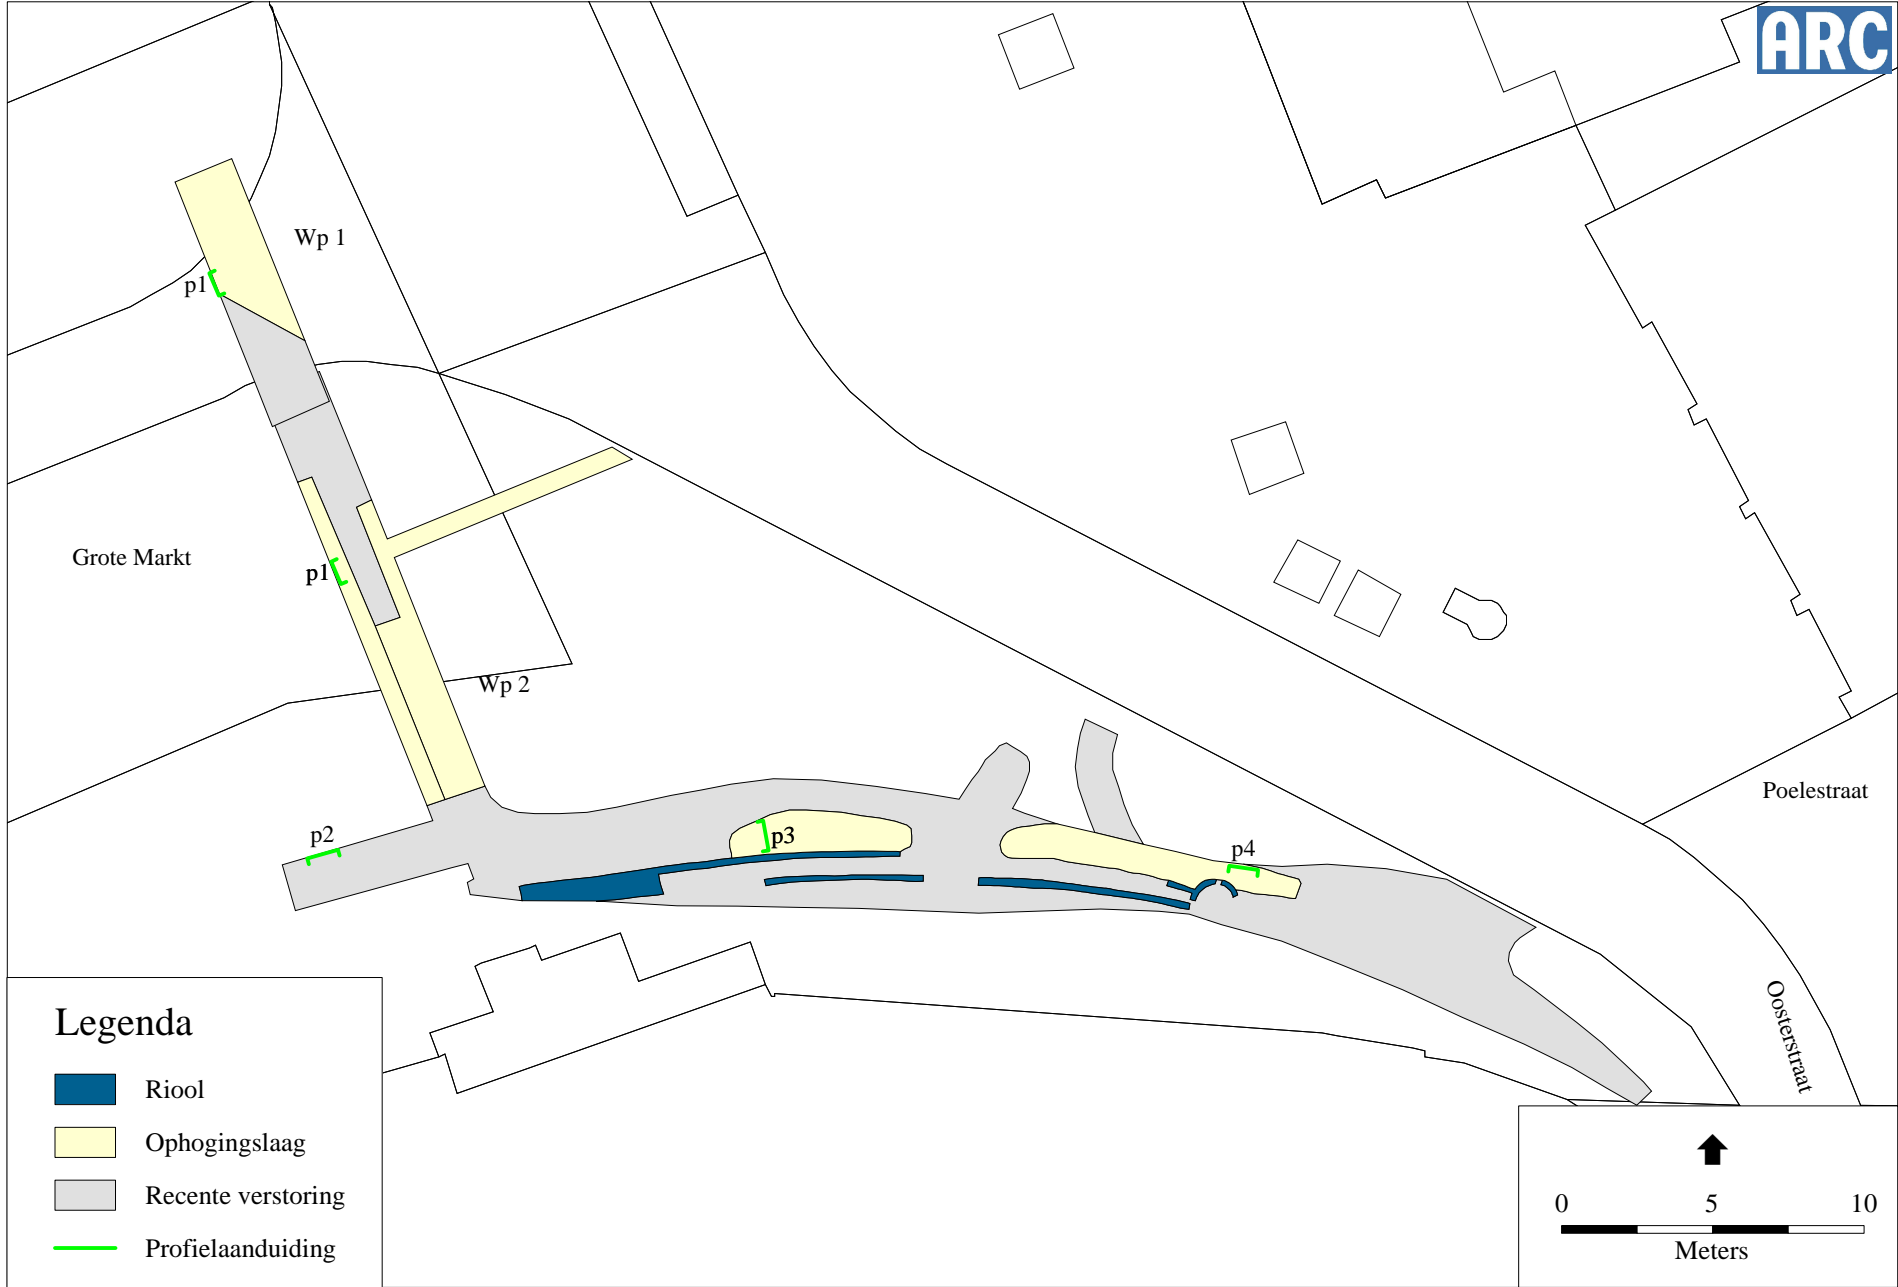 ARC
Wp 1
p1
Grote Markt
p1
Wp 2
Poelestraat
p2
p3
p4
Oosterstraat
Legenda
Riool
Ophogingslaag
Recente verstoring
Profielaanduiding
0 5 10
Meters